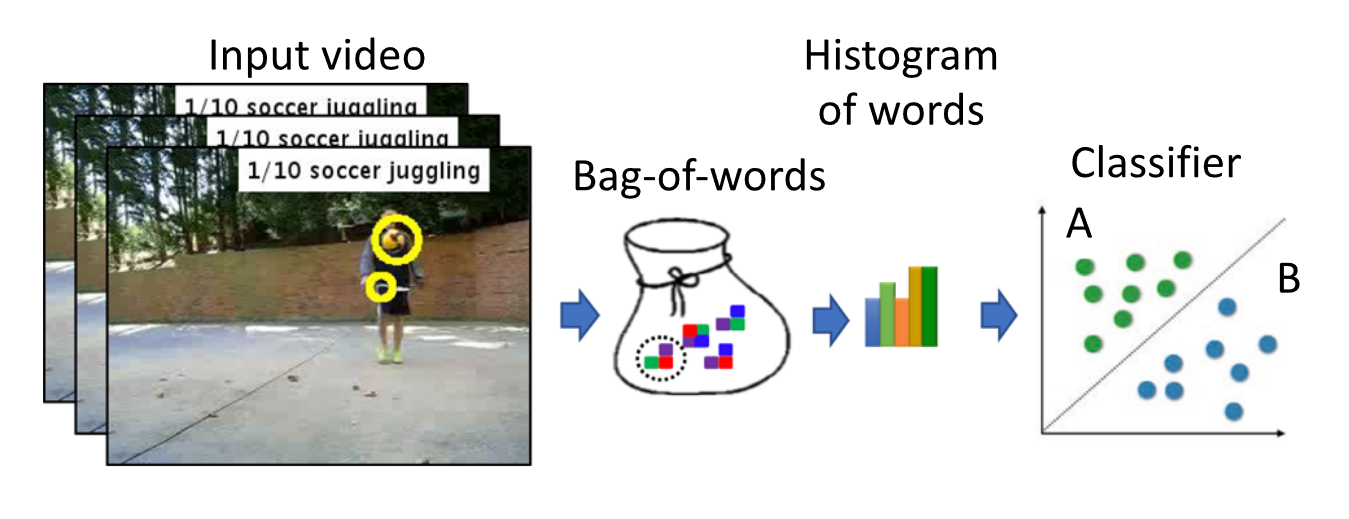 Input video
1/10 soccer juggling
1/10 soccer juggling
1/10 soccer juggling
Bag-of-words
Histogram
of words
Classifier
A
B